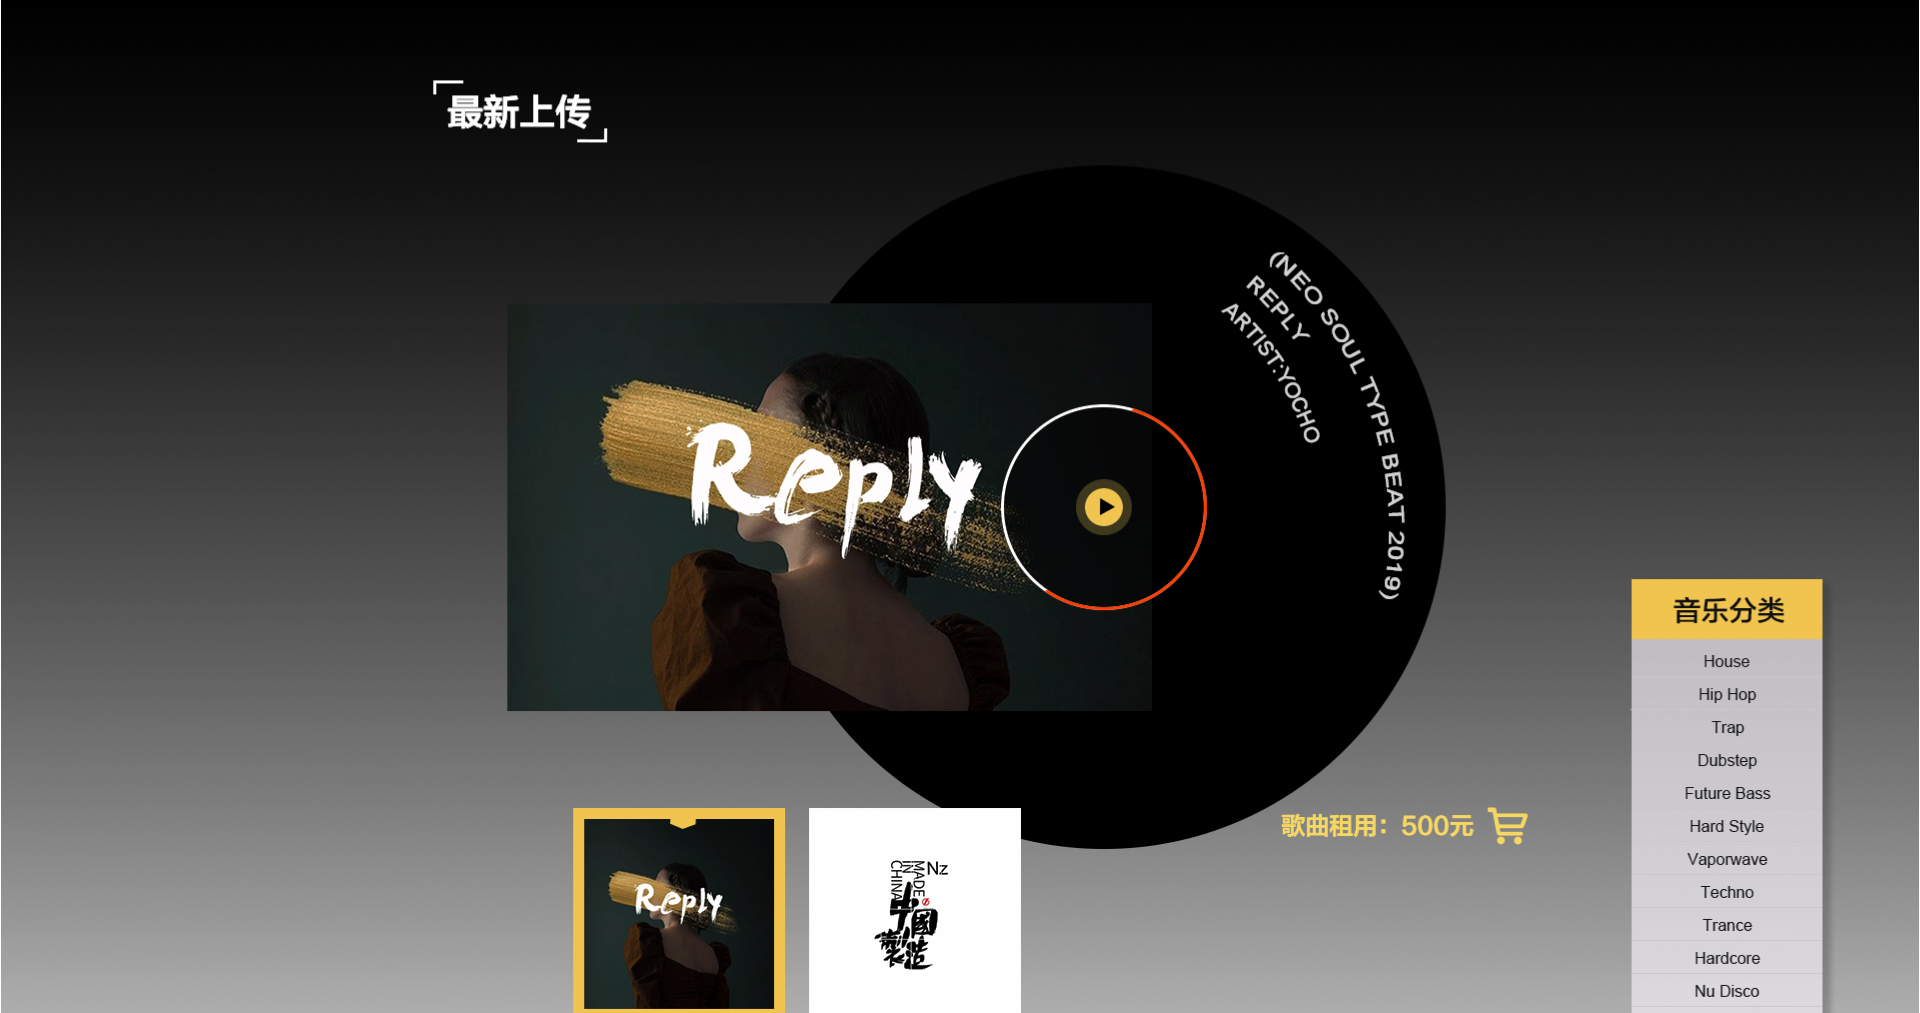 最新上传
(NEO SOUL TYPE BEAT 2019)
REPLY
ARTIST:YOCHO
Reply
音乐分类
House
Hip Hop
Trap
Dubstep
Future Bass
Hard Style
Vaporwave
Techno
Trance
Hardcore
Nu Disco
歌曲租用：500元
Reply
MADE
IN
CHINA
Nz
中国
製造